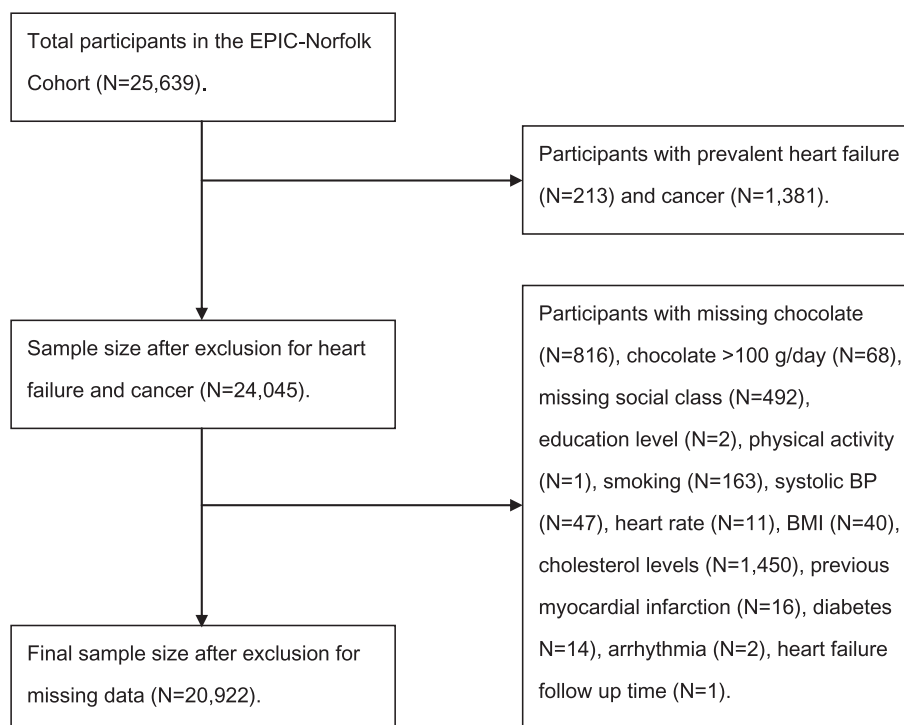 Total participants in the EPIC-Norfolk
Cohort (N=25,639).
Participants with prevalent heart failure
(N=213) and cancer (N=1,381).
Sample size after exclusion for heart
failure and cancer (N=24,045).
Participants with missing chocolate
(N=816), chocolate >100 g/day (N=68),
missing social class (N=492),
education level (N=2), physical activity
(N=1), smoking (N=163), systolic BP
(N=47), heart rate (N=11), BMI (N=40),
cholesterol levels (N=1,450), previous
myocardial infarction (N=16), diabetes
N=14), arrhythmia (N=2), heart failure
follow up time (N=1).
Final sample size after exclusion for
missing data (N=20,922).